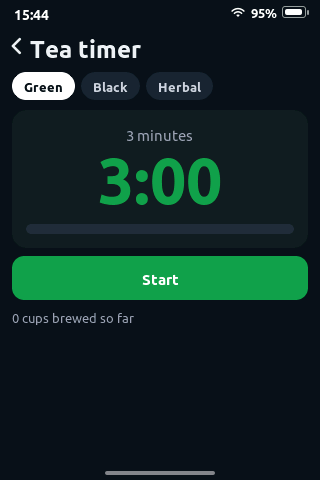 15:44 95%
Tea timer
Green Black Herbal
3 minutes
3:00
Start
0 cups brewed so far